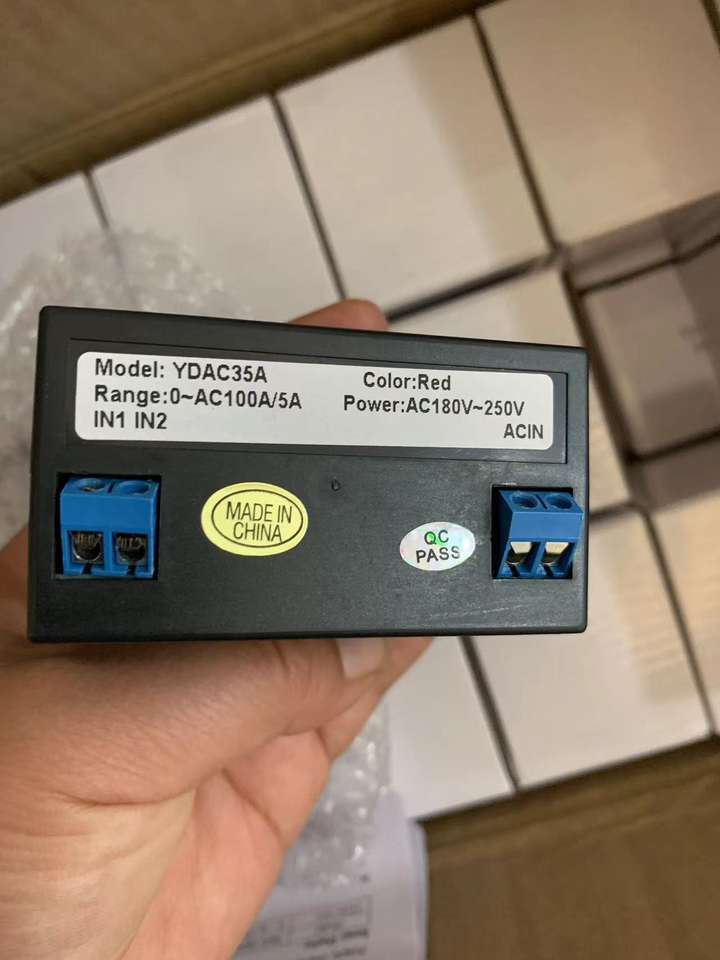 Model: YDAC35A
Color:Red
Range:0~AC100A/5A
Power:AC180V~250V
IN1 IN2
ACIN
MADE IN
CHINA
QC
PASS